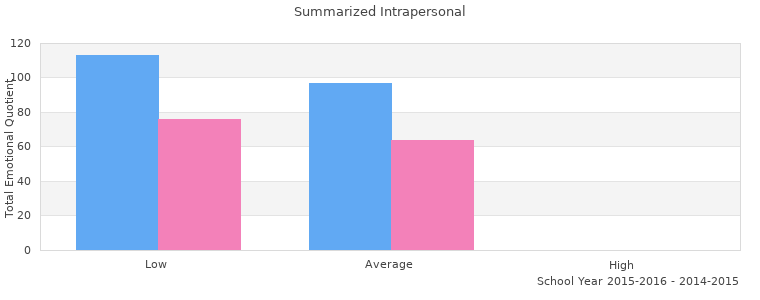 Summarized Intrapersonal
Total Emotional Quotient
120
100
80
60
40
20
0
Low
Average
High
School Year 2015-2016 - 2014-2015